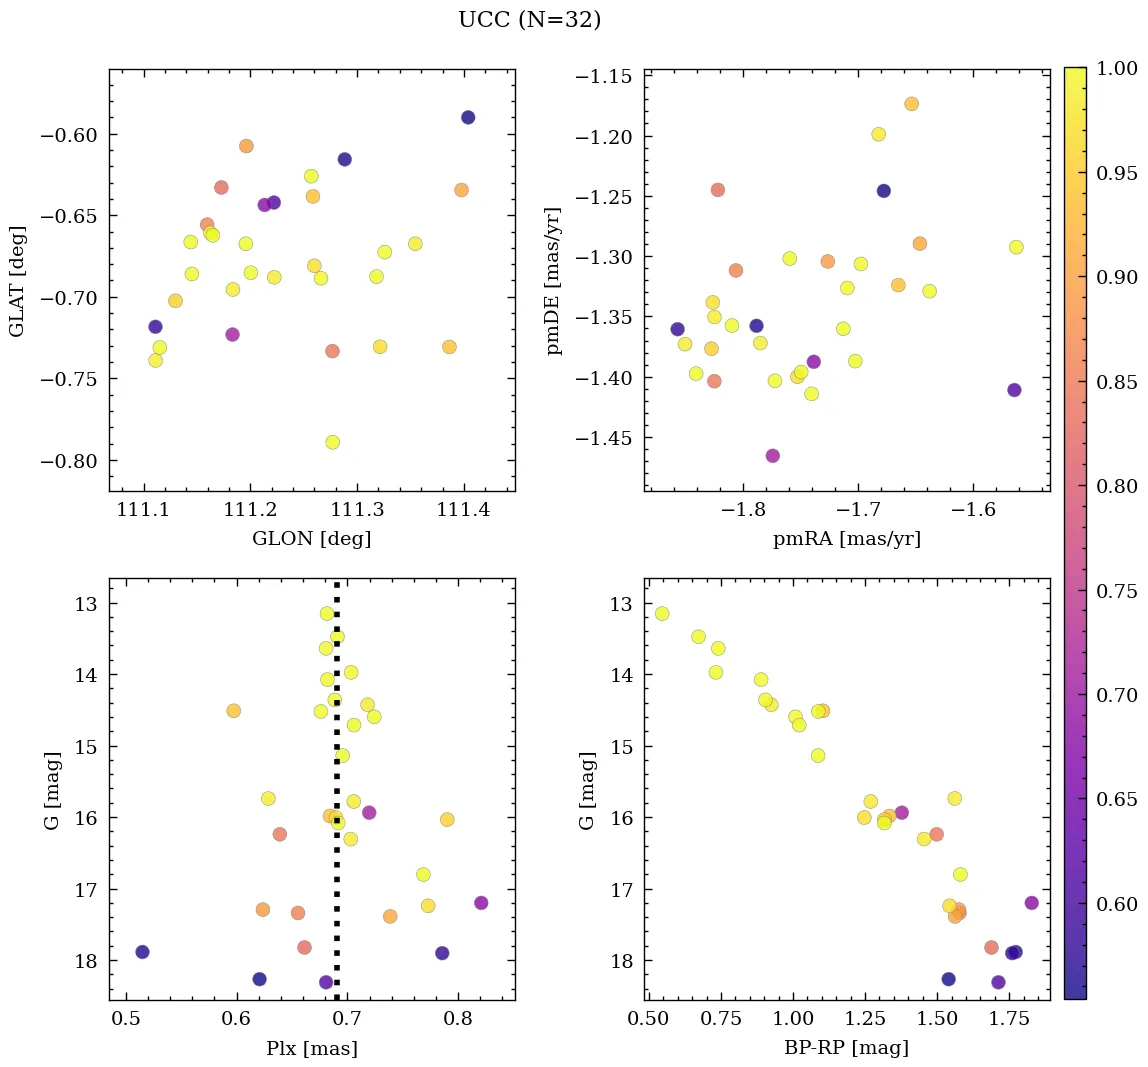 UCC (N=32)
−0.60
−0.65
−0.70
−0.75
−0.80
GLAT [deg]
111.1 111.2 111.3 111.4
GLON [deg]
−1.15
−1.20
−1.25
−1.30
−1.35
−1.40
−1.45
pmDE [mas/yr]
−1.8 −1.7 −1.6
pmRA [mas/yr]
13
14
15
16
17
18
G [mag]
0.5 0.6 0.7 0.8
Plx [mas]
13
14
15
16
17
18
G [mag]
0.50 0.75 1.00 1.25 1.50 1.75
BP-RP [mag]
1.00
0.95
0.90
0.85
0.80
0.75
0.70
0.65
0.60